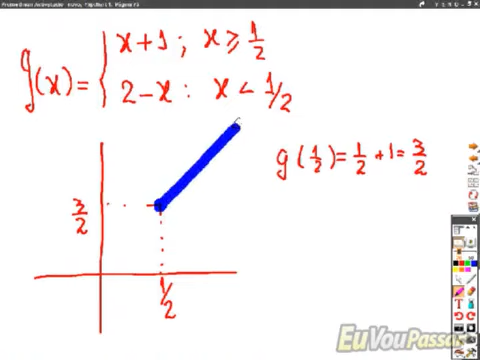 g(x) = { x + 1 ; x ≥ 1/2
2 - x : x < 1/2
g(1/2) = 1/2 + 1 = 3/2
3/2
1/2
EuVouPassar